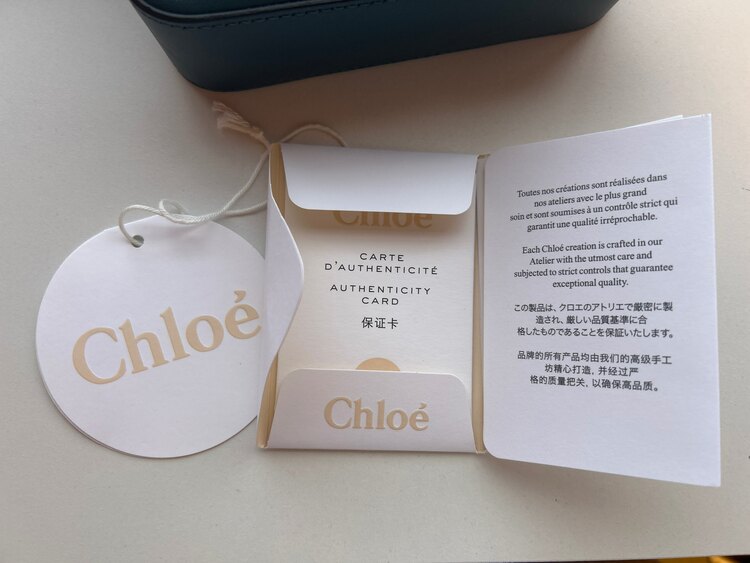 Chloé
Chloé
CARTE
D'AUTHENTICITÉ
AUTHENTICITY
CARD
保证卡
Chloé
Toutes nos créations sont réalisées dans
nos ateliers avec le plus grand
soin et sont soumises à un contrôle strict qui
garantit une qualité irréprochable.
Each Chloé creation is crafted in our
Atelier with the utmost care and
subjected to strict controls that guarantee
exceptional quality.
この製品は、クロエのアトリエで厳密に製
造され、厳しい品質基準に合
格したものであることを保証いたします。
品牌的所有产品均由我们的高级手工
坊精心打造，并经过严
格的质量把关，以确保高品质。